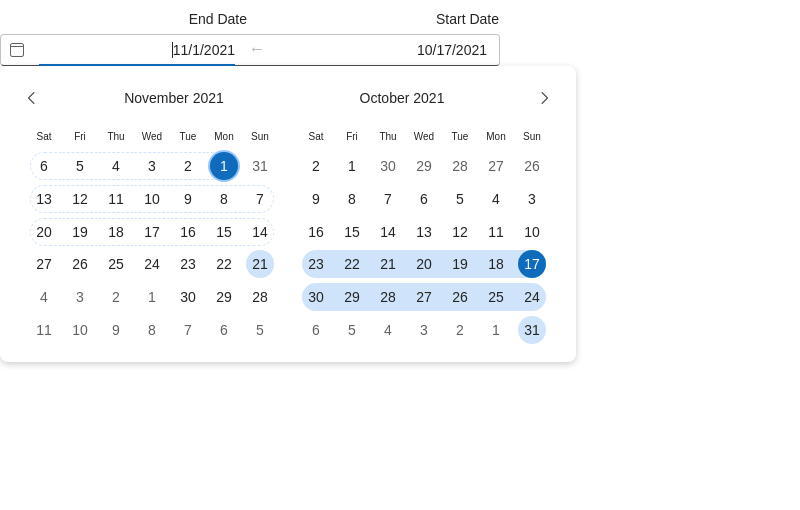 End Date
Start Date
11/1/2021 ← 10/17/2021
November 2021
Sat Fri Thu Wed Tue Mon Sun
6 5 4 3 2 1 31
13 12 11 10 9 8 7
20 19 18 17 16 15 14
27 26 25 24 23 22 21
4 3 2 1 30 29 28
11 10 9 8 7 6 5
October 2021
Sat Fri Thu Wed Tue Mon Sun
2 1 30 29 28 27 26
9 8 7 6 5 4 3
16 15 14 13 12 11 10
23 22 21 20 19 18 17
30 29 28 27 26 25 24
6 5 4 3 2 1 31